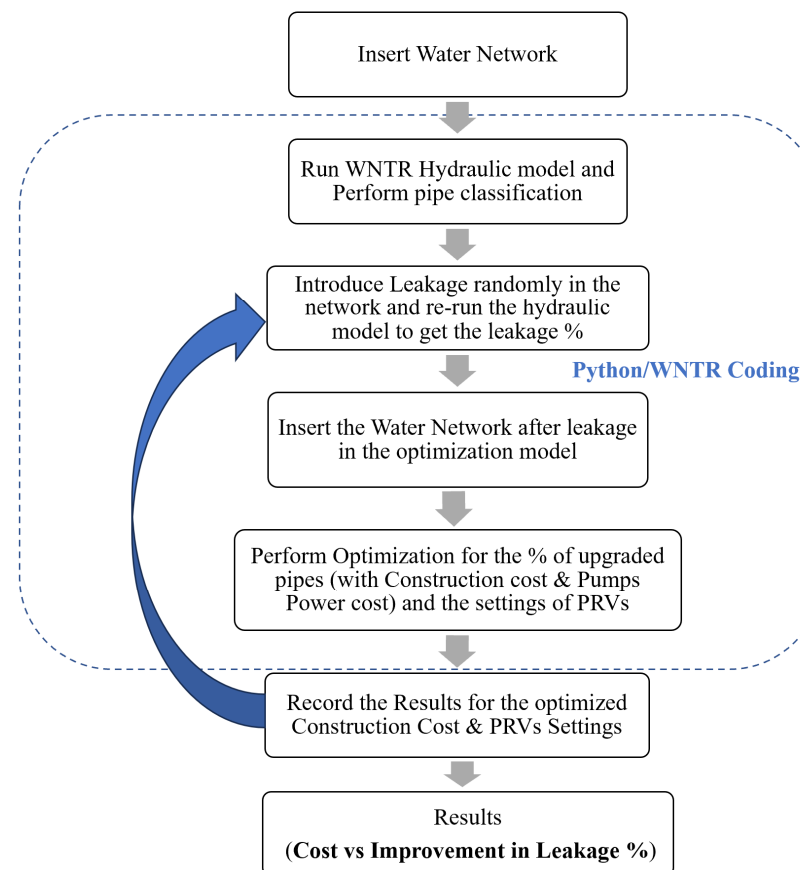 Insert Water Network
Run WNTR Hydraulic model and
Perform pipe classification
Introduce Leakage randomly in the
network and re-run the hydraulic
model to get the leakage %
Python/WNTR Coding
Insert the Water Network after leakage
in the optimization model
Perform Optimization for the % of upgraded
pipes (with Construction cost & Pumps
Power cost) and the settings of PRVs
Record the Results for the optimized
Construction Cost & PRVs Settings
Results
(Cost vs Improvement in Leakage %)